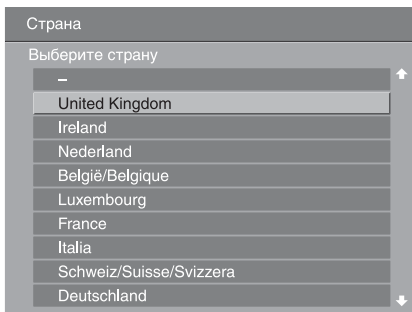 Страна
Выберите страну
–
United Kingdom
Ireland
Nederland
België/Belgique
Luxembourg
France
Italia
Schweiz/Suisse/Svizzera
Deutschland